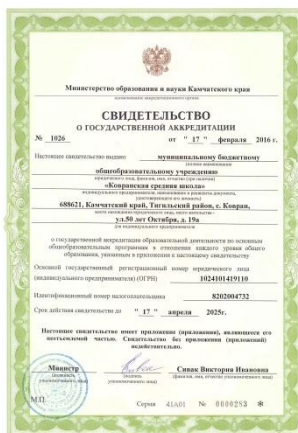 Министерство образования и науки Камчатского края
СВИДЕТЕЛЬСТВО
О ГОСУДАРСТВЕННОЙ АККРЕДИТАЦИИ
№ 1026 от " 17 " февраля 2016 г.
Настоящее свидетельство выдано муниципальному бюджетному
общеобразовательному учреждению
«Ковранская средняя школа»
688621, Камчатский край, Тигильский район, с. Ковран,
ул.50 лет Октября, д. 19а
о государственной аккредитации образовательной деятельности по основным
общеобразовательным программам в отношении каждого уровня общего
образования, указанным в приложении к настоящему свидетельству
Основной государственный регистрационный номер юридического лица
(индивидуального предпринимателя) (ОГРН) 1024101419110
Идентификационный номер налогоплательщика 8202004732
Срок действия свидетельства до " 17 " апреля 2025г.
Настоящее свидетельство имеет приложение (приложения), являющееся его
неотъемлемой частью. Свидетельство без приложения (приложений)
недействительно.
Министр Сивак Виктория Ивановна
М.П.
Серия 41А01 № 0000283 *